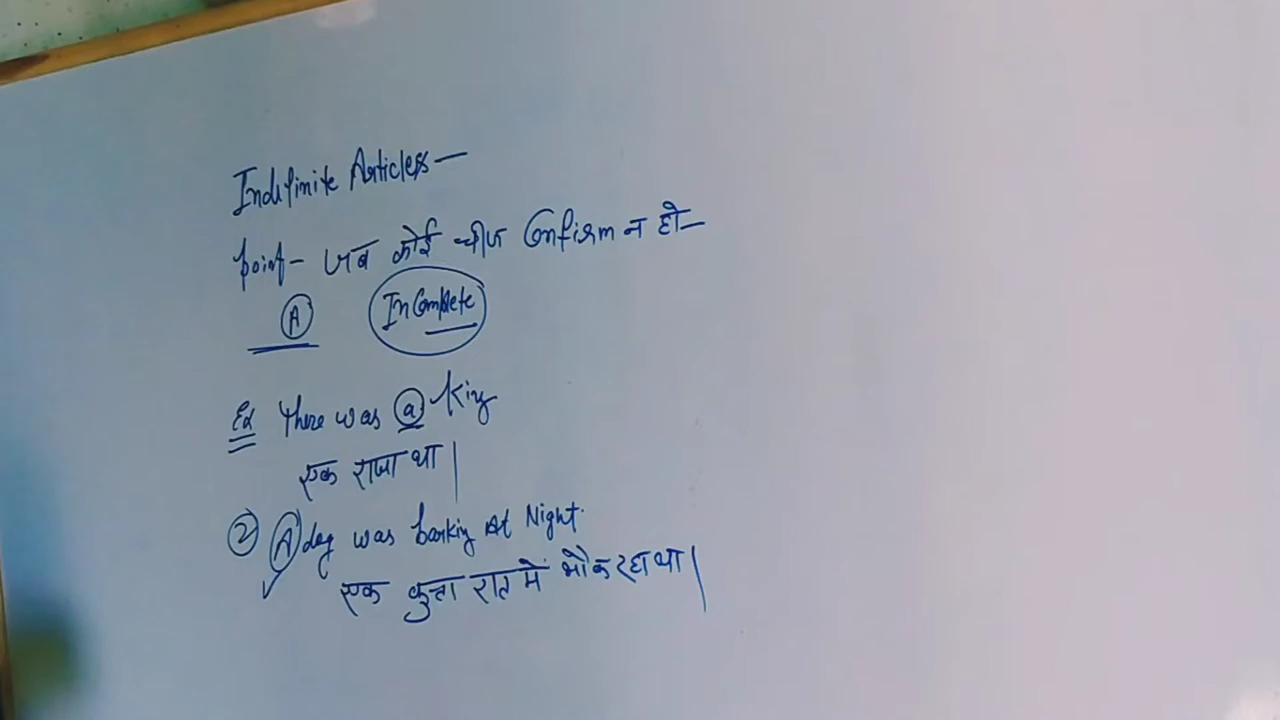 Indefinite Articles—
Point- जब कोई चीज Confirm न हो—
A InComplete
Ex There was a King
एक राजा था|
2 A dog was barking At Night.
एक कुत्ता रात में भौक रहा था|